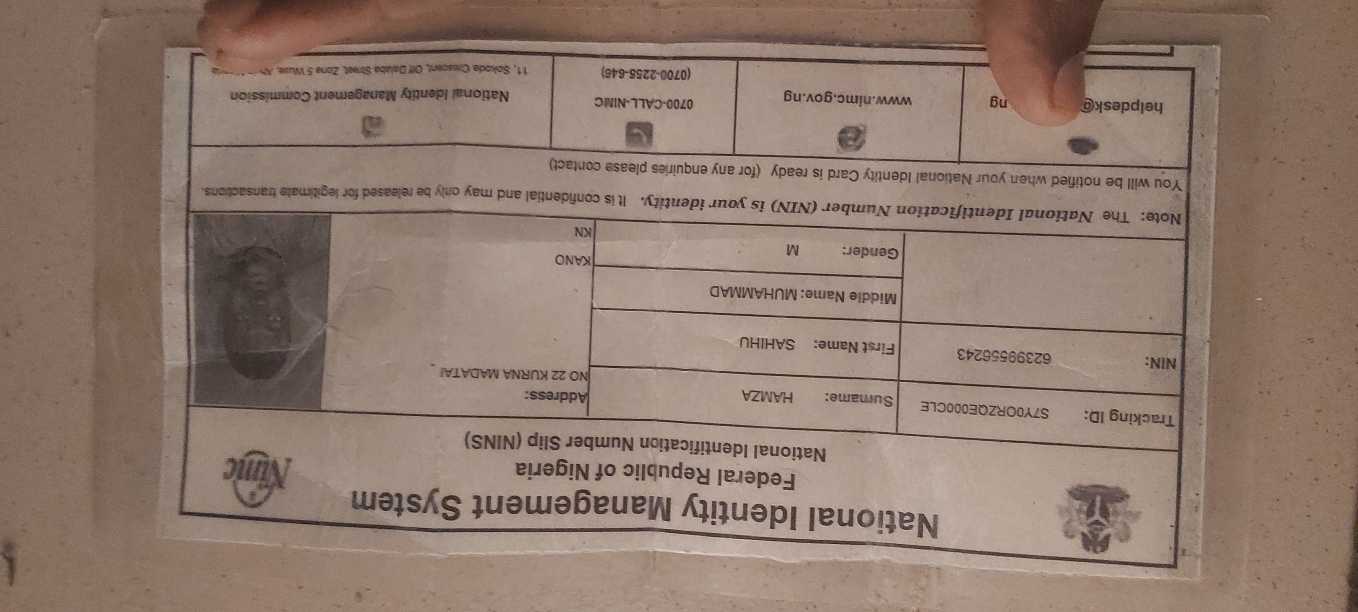 National Identity Management System
Federal Republic of Nigeria
National Identification Number Slip (NINS)
nimc
Tracking ID: S7Y0ORZQE000CLE
Surname: HAMZA
Address:
NO 22 KURNA MADATAI .
NIN: 62399556243
First Name: SAHIHU
Middle Name: MUHAMMAD
Gender: M
KANO
KN
Note: The National Identification Number (NIN) is your identity. It is confidential and may only be released for legitimate transactions.
You will be notified when your National Identity Card is ready (for any enquiries please contact)
helpdesk@ ng
www.nimc.gov.ng
0700-CALL-NIMC
(0700-2255-646)
National Identity Management Commission
11, Sokode Crescent, Off Dalaba Street, Zone 5 Wuse,